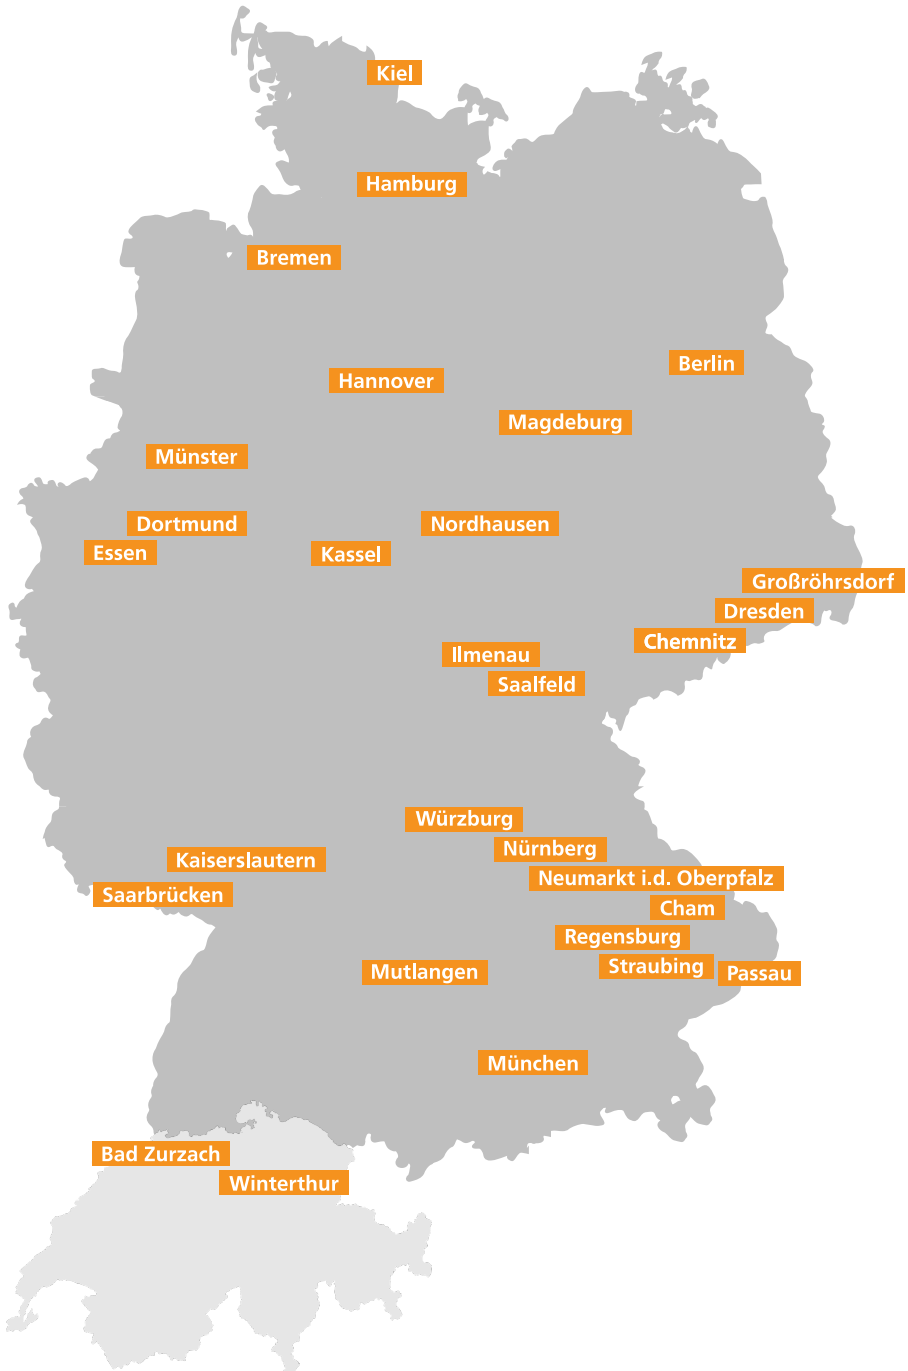 Kiel
Hamburg
Bremen
Berlin
Hannover
Magdeburg
Münster
Dortmund
Nordhausen
Essen
Kassel
Großröhrsdorf
Dresden
Chemnitz
Ilmenau
Saalfeld
Würzburg
Nürnberg
Kaiserslautern
Neumarkt i.d. Oberpfalz
Saarbrücken
Cham
Regensburg
Straubing
Mutlangen
Passau
München
Bad Zurzach
Winterthur